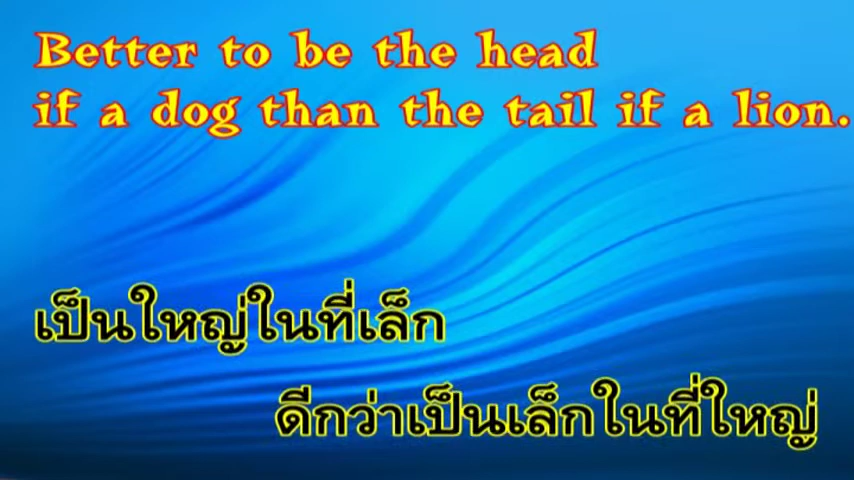 Better to be the head
if a dog than the tail if a lion.
เป็นใหญ่ในที่เล็ก
ดีกว่าเป็นเล็กในที่ใหญ่